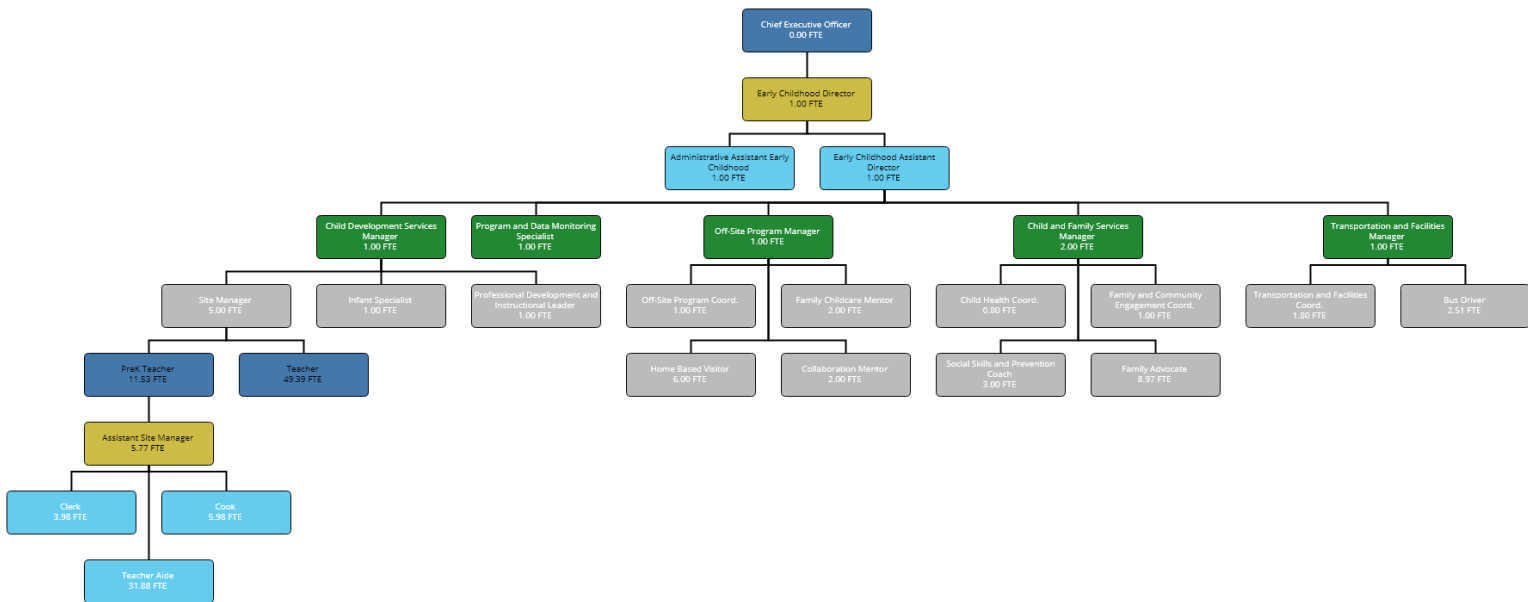 Chief Executive Officer
0.00 FTE
Early Childhood Director
1.00 FTE
Administrative Assistant Early
Childhood
1.00 FTE
Early Childhood Assistant
Director
1.00 FTE
Child Development Services
Manager
1.00 FTE
Program and Data Monitoring
Specialist
1.00 FTE
Off-Site Program Manager
1.00 FTE
Child and Family Services
Manager
2.00 FTE
Transportation and Facilities
Manager
1.00 FTE
Site Manager
5.00 FTE
Infant Specialist
1.00 FTE
Professional Development and
Instructional Leader
1.00 FTE
Off-Site Program Coord.
1.00 FTE
Family Childcare Mentor
2.00 FTE
Child Health Coord.
0.80 FTE
Family and Community
Engagement Coord.
1.00 FTE
Transportation and Facilities
Coord.
1.80 FTE
Bus Driver
2.51 FTE
PreK Teacher
11.53 FTE
Teacher
49.39 FTE
Home Based Visitor
6.00 FTE
Collaboration Mentor
2.00 FTE
Social Skills and Prevention
Coach
3.00 FTE
Family Advocate
8.97 FTE
Assistant Site Manager
5.77 FTE
Clerk
3.98 FTE
Cook
5.98 FTE
Teacher Aide
31.88 FTE